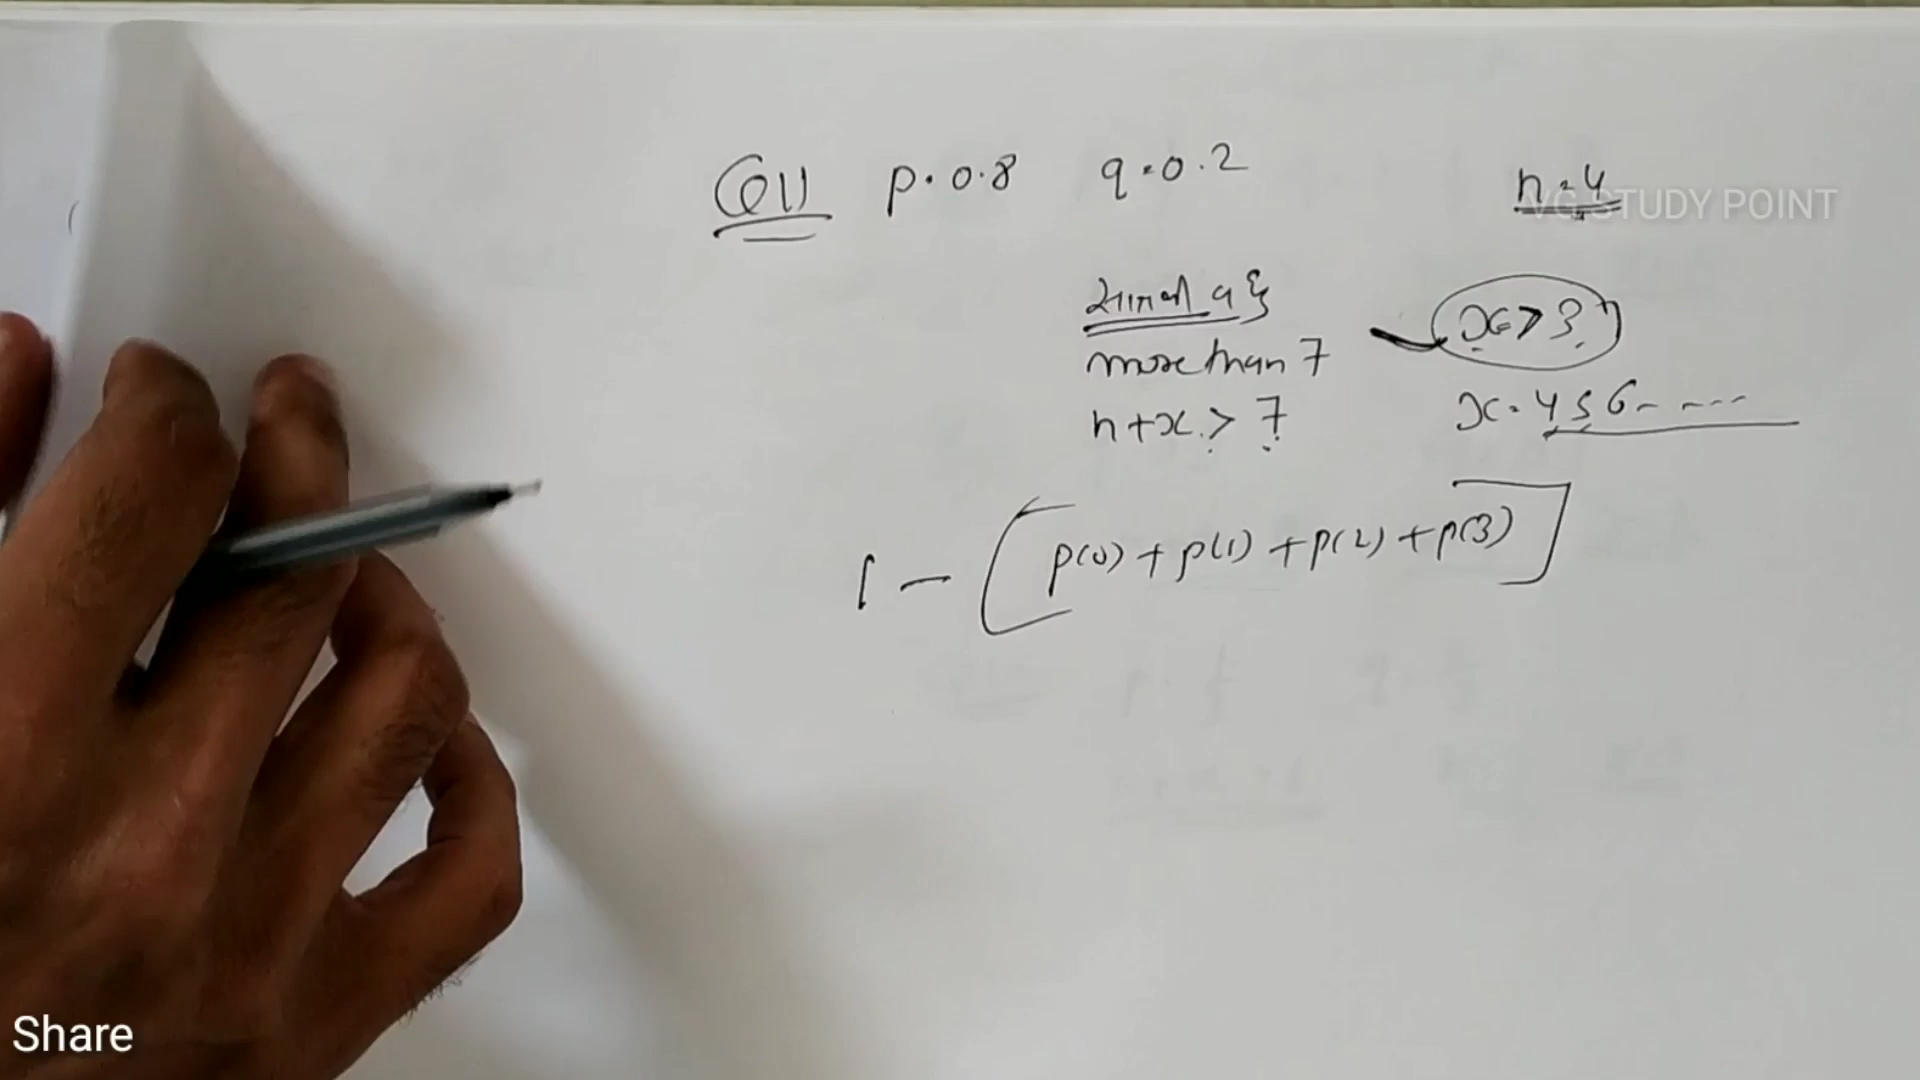 Q11 p = 0.8 q = 0.2 n = 4
VG STUDY POINT
x > 3
more than 7
x = 4 5 6 - - - - -
n + x > 7
1 - [p(0) + p(1) + p(2) + p(3)]
Share